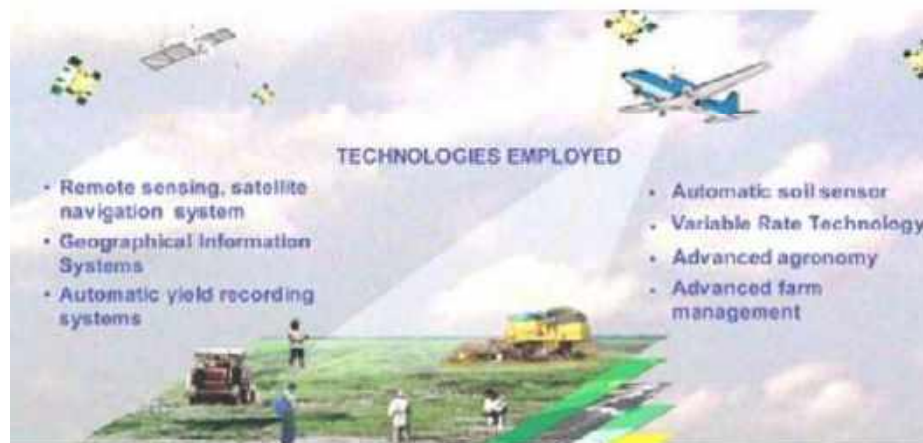 TECHNOLOGIES EMPLOYED
• Remote sensing, satellite
navigation system
• Geographical Information
Systems
• Automatic yield recording
systems
• Automatic soil sensor
• Variable Rate Technology
• Advanced agronomy
• Advanced farm
management